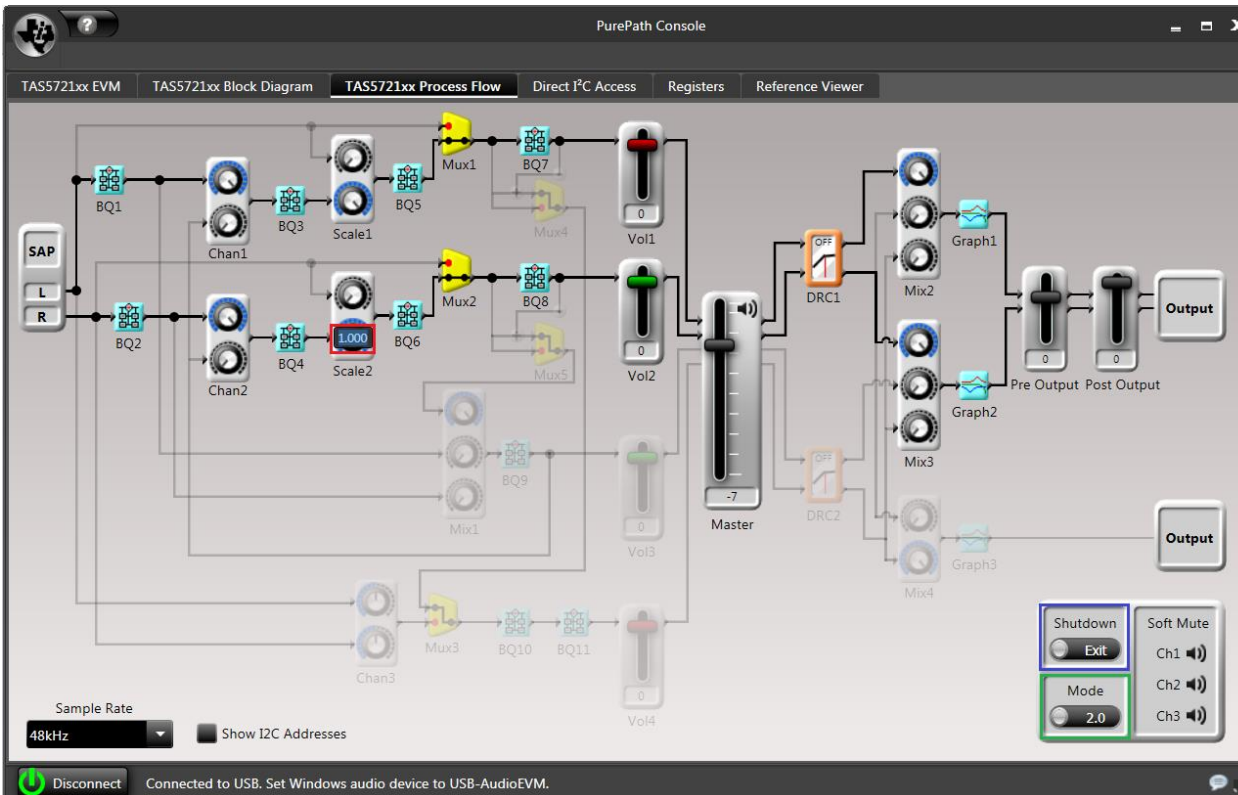 ?
PurePath Console
TAS5721xx EVM
TAS5721xx Block Diagram
TAS5721xx Process Flow
Direct I²C Access
Registers
Reference Viewer
SAP
L
R
BQ1
BQ2
Chan1
Chan2
BQ3
BQ4
Scale1
1.000
Scale2
BQ5
BQ6
Mux1
Mux2
BQ7
Mux4
BQ8
Mux5
0
Vol1
0
Vol2
Mix1
BQ9
0
Vol3
Chan3
Mux3
BQ10
BQ11
0
Vol4
-7
Master
OFF
DRC1
OFF
DRC2
Mix2
Mix3
Mix4
Graph1
Graph2
Graph3
0
Pre Output
0
Post Output
Output
Output
Shutdown
Exit
Mode
2.0
Soft Mute
Ch1
Ch2
Ch3
Sample Rate
48kHz
Show I2C Addresses
Disconnect
Connected to USB. Set Windows audio device to USB-AudioEVM.